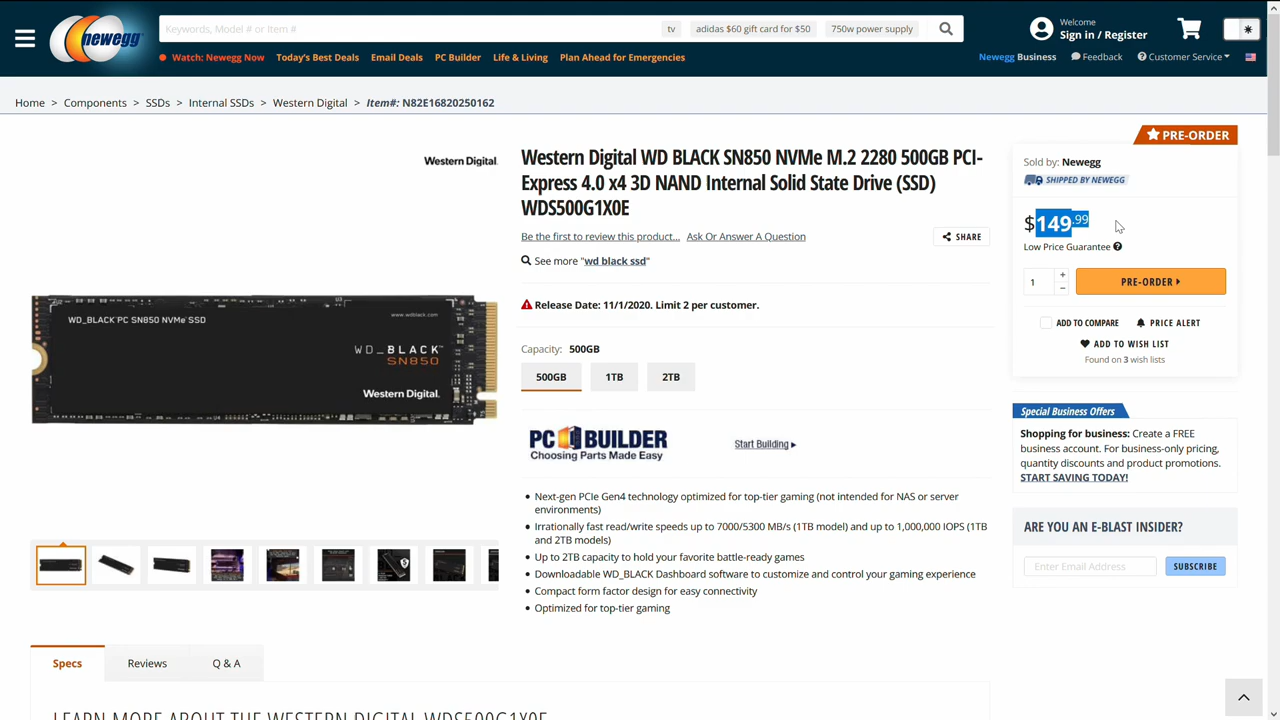 newegg
Keywords, Model # or Item #
tv
adidas $60 gift card for $50
750w power supply
Welcome
Sign in / Register
Watch: Newegg Now
Today's Best Deals
Email Deals
PC Builder
Life & Living
Plan Ahead for Emergencies
Newegg Business
Feedback
Customer Service
Home > Components > SSDs > Internal SSDs > Western Digital > Item#: N82E16820250162
PRE-ORDER
Western Digital
Western Digital WD BLACK SN850 NVMe M.2 2280 500GB PCI-
Express 4.0 x4 3D NAND Internal Solid State Drive (SSD)
WDS500G1X0E
Be the first to review this product...
Ask Or Answer A Question
SHARE
See more "wd black ssd"
Release Date: 11/1/2020. Limit 2 per customer.
Capacity: 500GB
500GB
1TB
2TB
PC BUILDER
Choosing Parts Made Easy
Start Building
• Next-gen PCIe Gen4 technology optimized for top-tier gaming (not intended for NAS or server
environments)
• Irrationally fast read/write speeds up to 7000/5300 MB/s (1TB model) and up to 1,000,000 IOPS (1TB
and 2TB models)
• Up to 2TB capacity to hold your favorite battle-ready games
• Downloadable WD_BLACK Dashboard software to customize and control your gaming experience
• Compact form factor design for easy connectivity
• Optimized for top-tier gaming
WD_BLACK™ PC SN850 NVMe™ SSD
www.wdblack.com
WD_BLACK™
SN850
Western Digital.
Sold by: Newegg
SHIPPED BY NEWEGG
$149.99
Low Price Guarantee
1
+
−
PRE-ORDER
ADD TO COMPARE
PRICE ALERT
ADD TO WISH LIST
Found on 3 wish lists
Special Business Offers
Shopping for business: Create a FREE
business account. For business-only pricing,
quantity discounts and product promotions.
START SAVING TODAY!
ARE YOU AN E-BLAST INSIDER?
Enter Email Address
SUBSCRIBE
Specs
Reviews
Q & A
LEARN MORE ABOUT THE WESTERN DIGITAL WDS500G1X0E